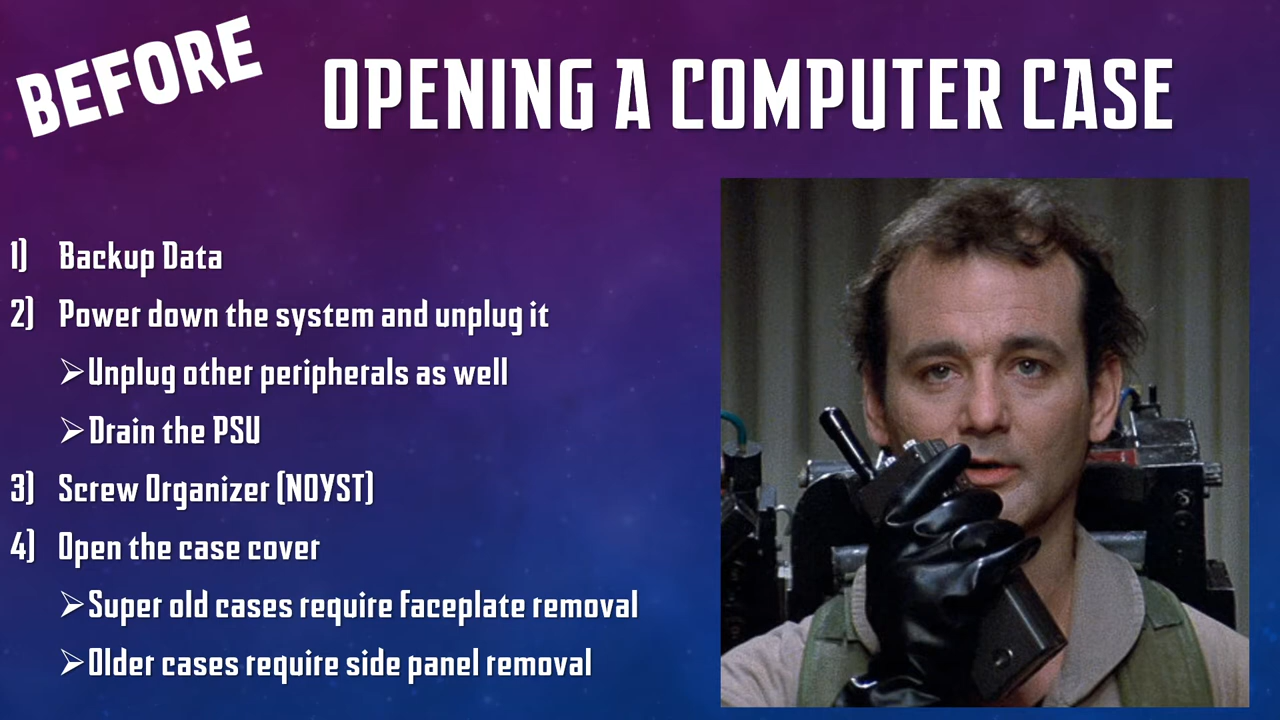 BEFORE
OPENING A COMPUTER CASE
1) Backup Data
2) Power down the system and unplug it
➢Unplug other peripherals as well
➢Drain the PSU
3) Screw Organizer (NOYST)
4) Open the case cover
➢Super old cases require faceplate removal
➢Older cases require side panel removal